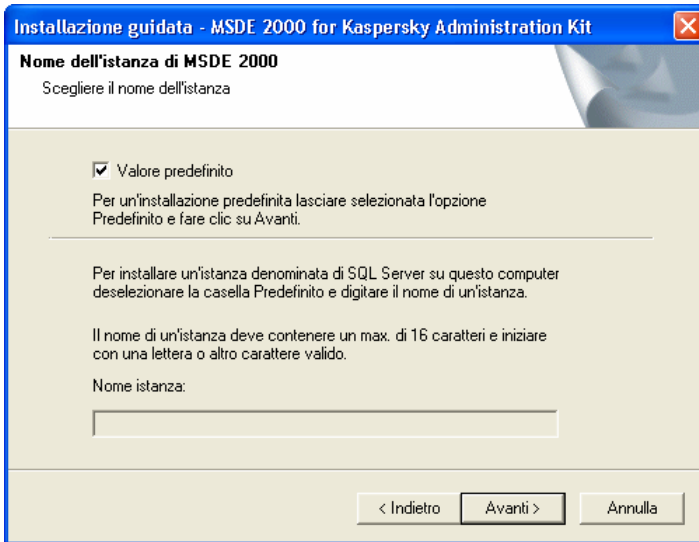 Installazione guidata - MSDE 2000 for Kaspersky Administration Kit
Nome dell'istanza di MSDE 2000
Scegliere il nome dell'istanza
Valore predefinito
Per un'installazione predefinita lasciare selezionata l'opzione
Predefinito e fare clic su Avanti.
Per installare un'istanza denominata di SQL Server su questo computer
deselezionare la casella Predefinito e digitare il nome di un'istanza.
Il nome di un'istanza deve contenere un max. di 16 caratteri e iniziare
con una lettera o altro carattere valido.
Nome istanza:
< Indietro Avanti > Annulla